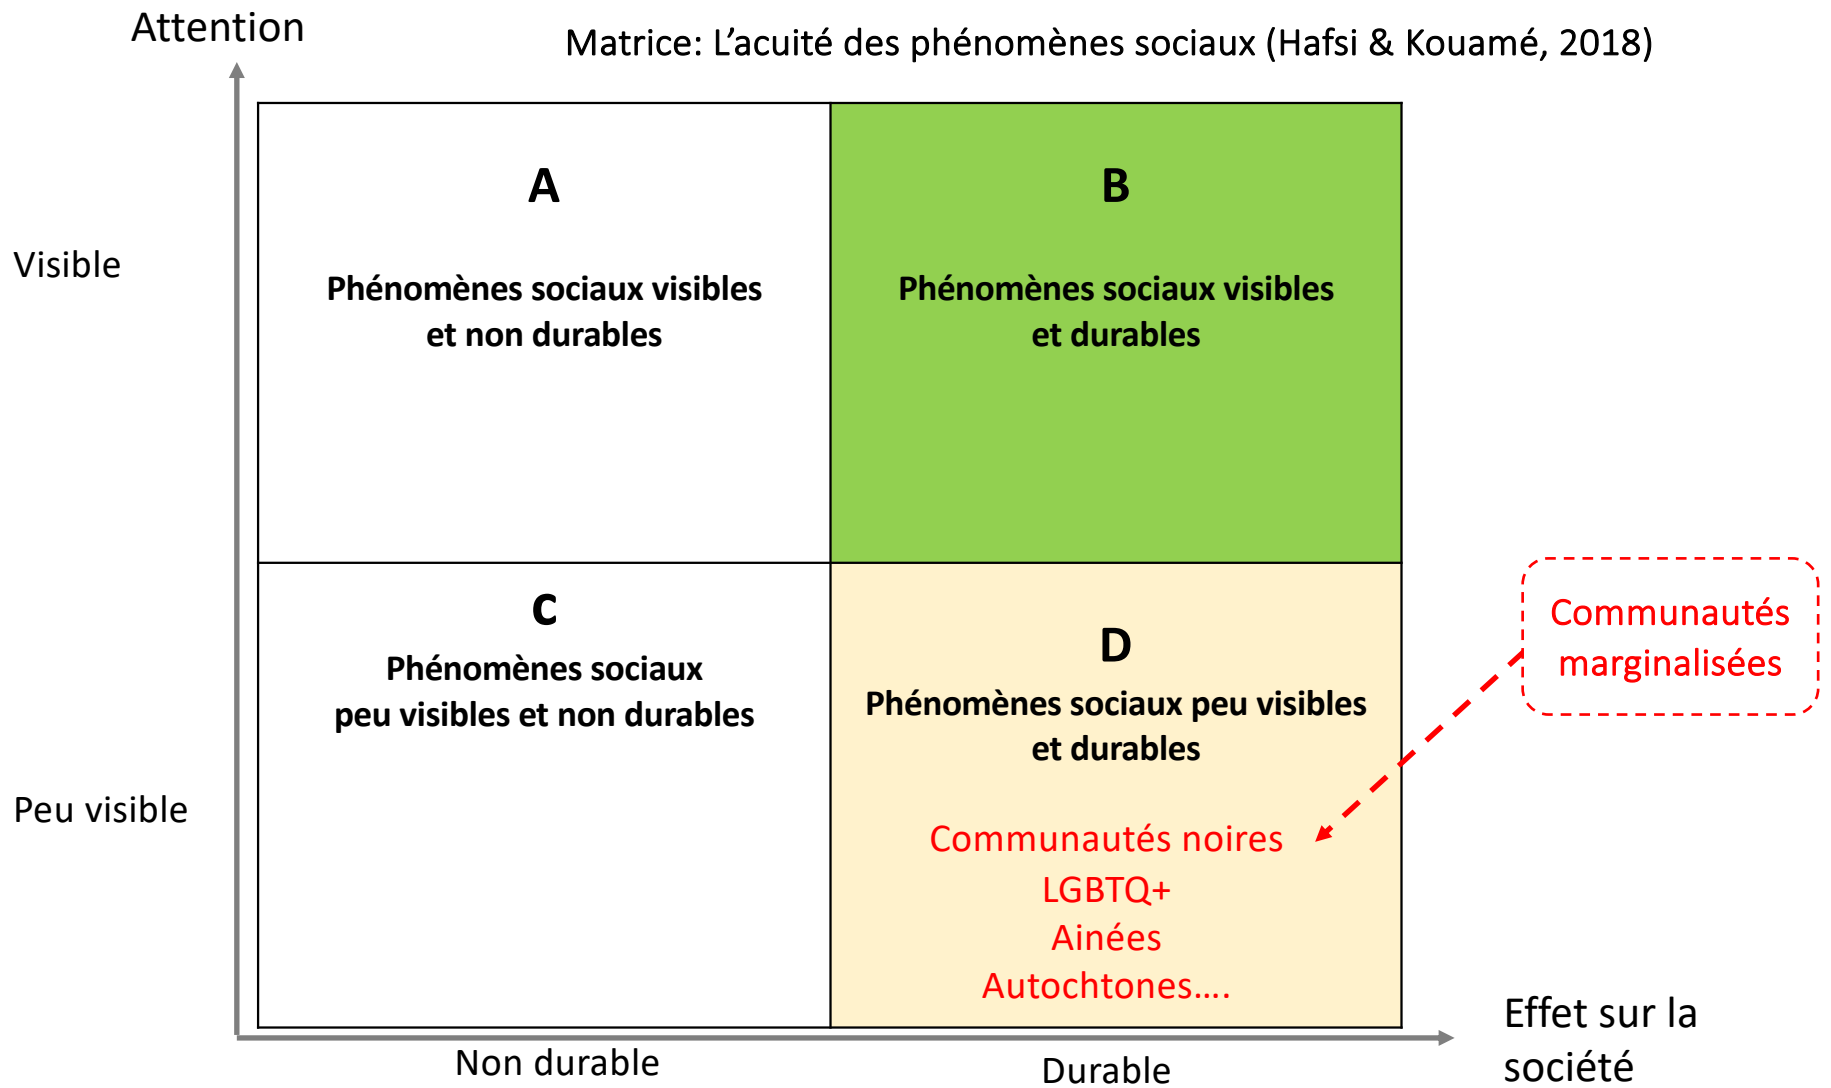 Attention
Matrice: L'acuité des phénomènes sociaux (Hafsi & Kouamé, 2018)
Visible
A
Phénomènes sociaux visibles
et non durables
B
Phénomènes sociaux visibles
et durables
Peu visible
C
Phénomènes sociaux
peu visibles et non durables
D
Phénomènes sociaux peu visibles
et durables
Communautés noires
LGBTQ+
Ainées
Autochtones....
Communautés
marginalisées
Non durable
Durable
Effet sur la
société